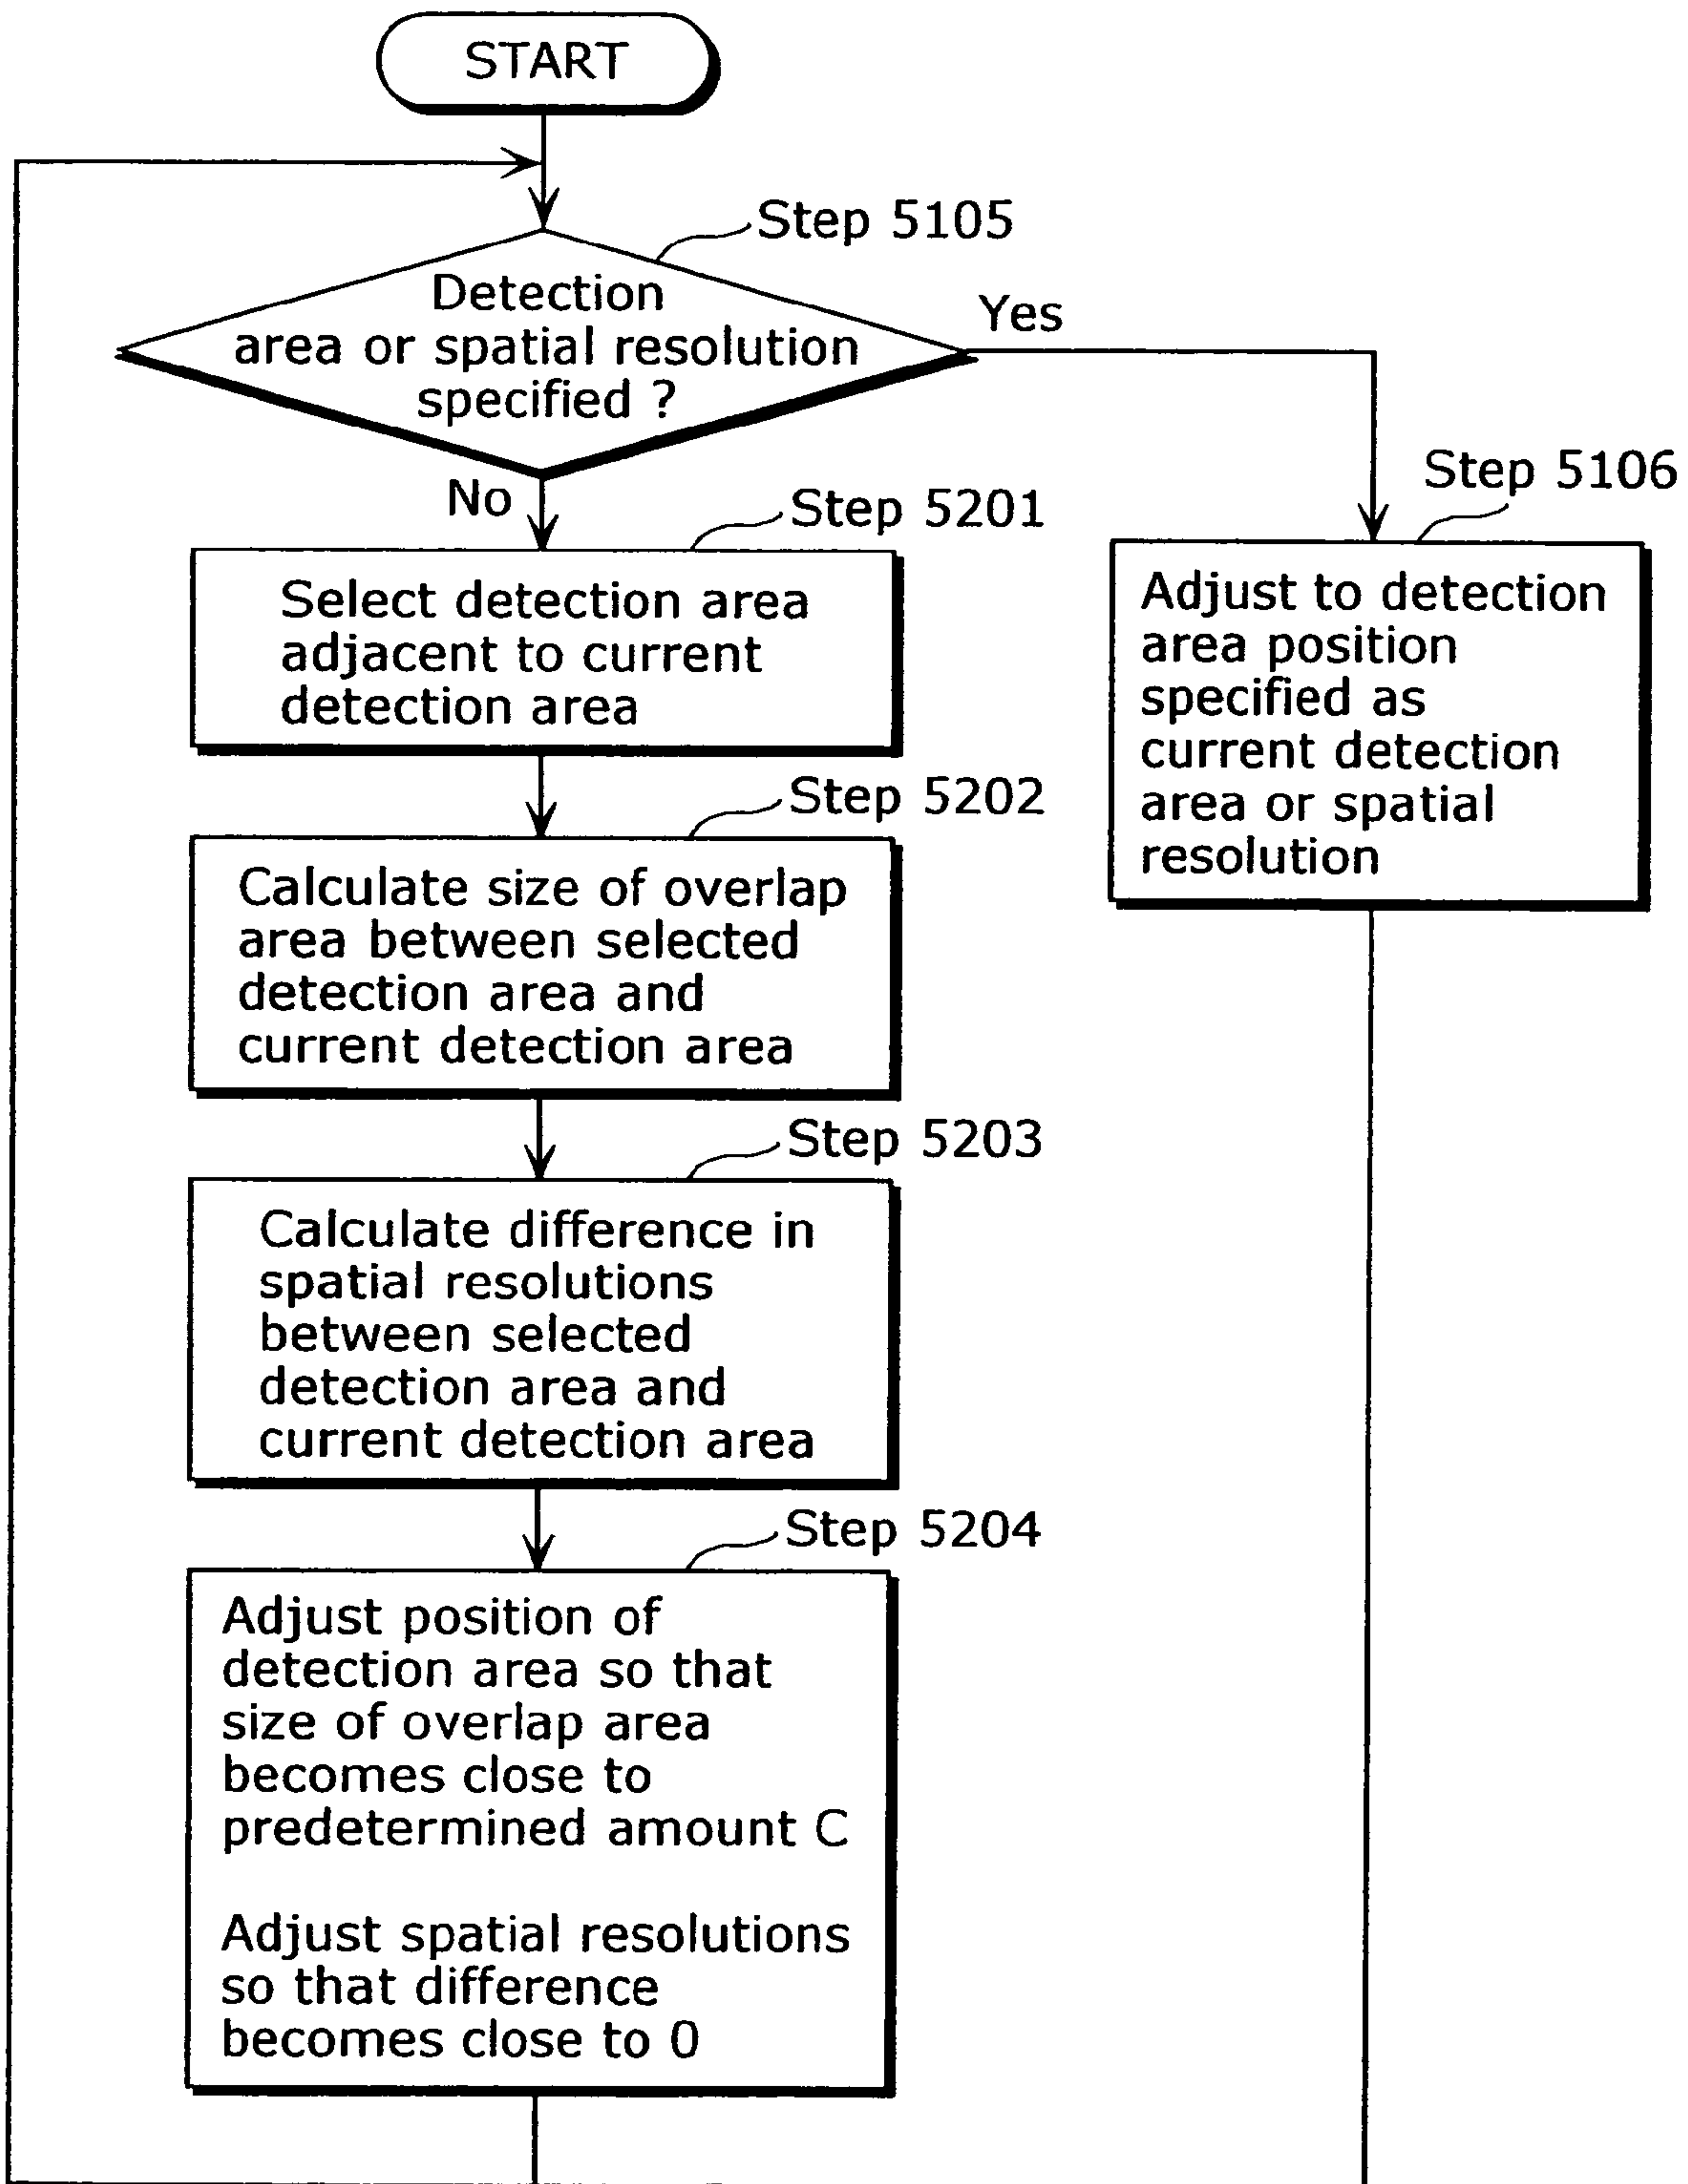 START
Step 5105
Detection
area or spatial resolution
specified ?
Yes
No
Step 5106
Adjust to detection
area position
specified as
current detection
area or spatial
resolution
Step 5201
Select detection area
adjacent to current
detection area
Step 5202
Calculate size of overlap
area between selected
detection area and
current detection area
Step 5203
Calculate difference in
spatial resolutions
between selected
detection area and
current detection area
Step 5204
Adjust position of
detection area so that
size of overlap area
becomes close to
predetermined amount C
Adjust spatial resolutions
so that difference
becomes close to 0